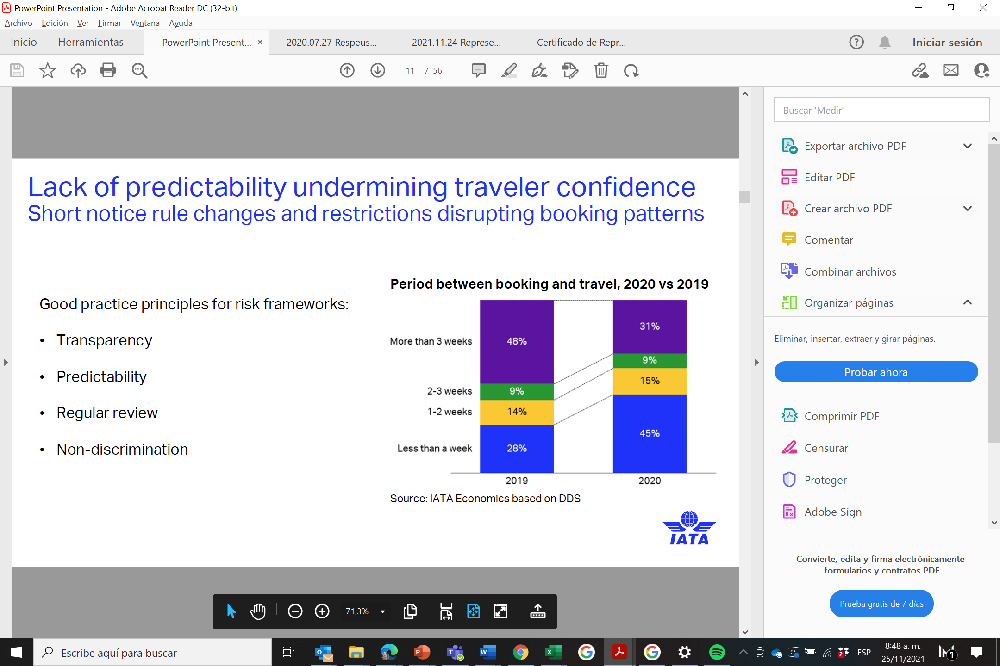 PowerPoint Presentation - Adobe Acrobat Reader DC (32-bit)
Archivo Edición Ver Firmar Ventana Ayuda
Inicio Herramientas PowerPoint Present... × 2020.07.27 Respeus... 2021.11.24 Represe... Certificado de Repr... Iniciar sesión
11 / 56
Lack of predictability undermining traveler confidence
Short notice rule changes and restrictions disrupting booking patterns
Good practice principles for risk frameworks:
• Transparency
• Predictability
• Regular review
• Non-discrimination
Period between booking and travel, 2020 vs 2019
31%
More than 3 weeks 48%
9%
15%
2-3 weeks 9%
1-2 weeks 14%
45%
Less than a week 28%
2019 2020
Source: IATA Economics based on DDS
IATA
71,3%
Buscar 'Medir'
Exportar archivo PDF
Editar PDF
Crear archivo PDF
Comentar
Combinar archivos
Organizar páginas
Eliminar, insertar, extraer y girar páginas.
Probar ahora
Comprimir PDF
Censurar
Proteger
Adobe Sign
Convierte, edita y firma electrónicamente
formularios y contratos PDF
Prueba gratis de 7 días
Escribe aquí para buscar
2
ESP
8:48 a. m.
25/11/2021
1